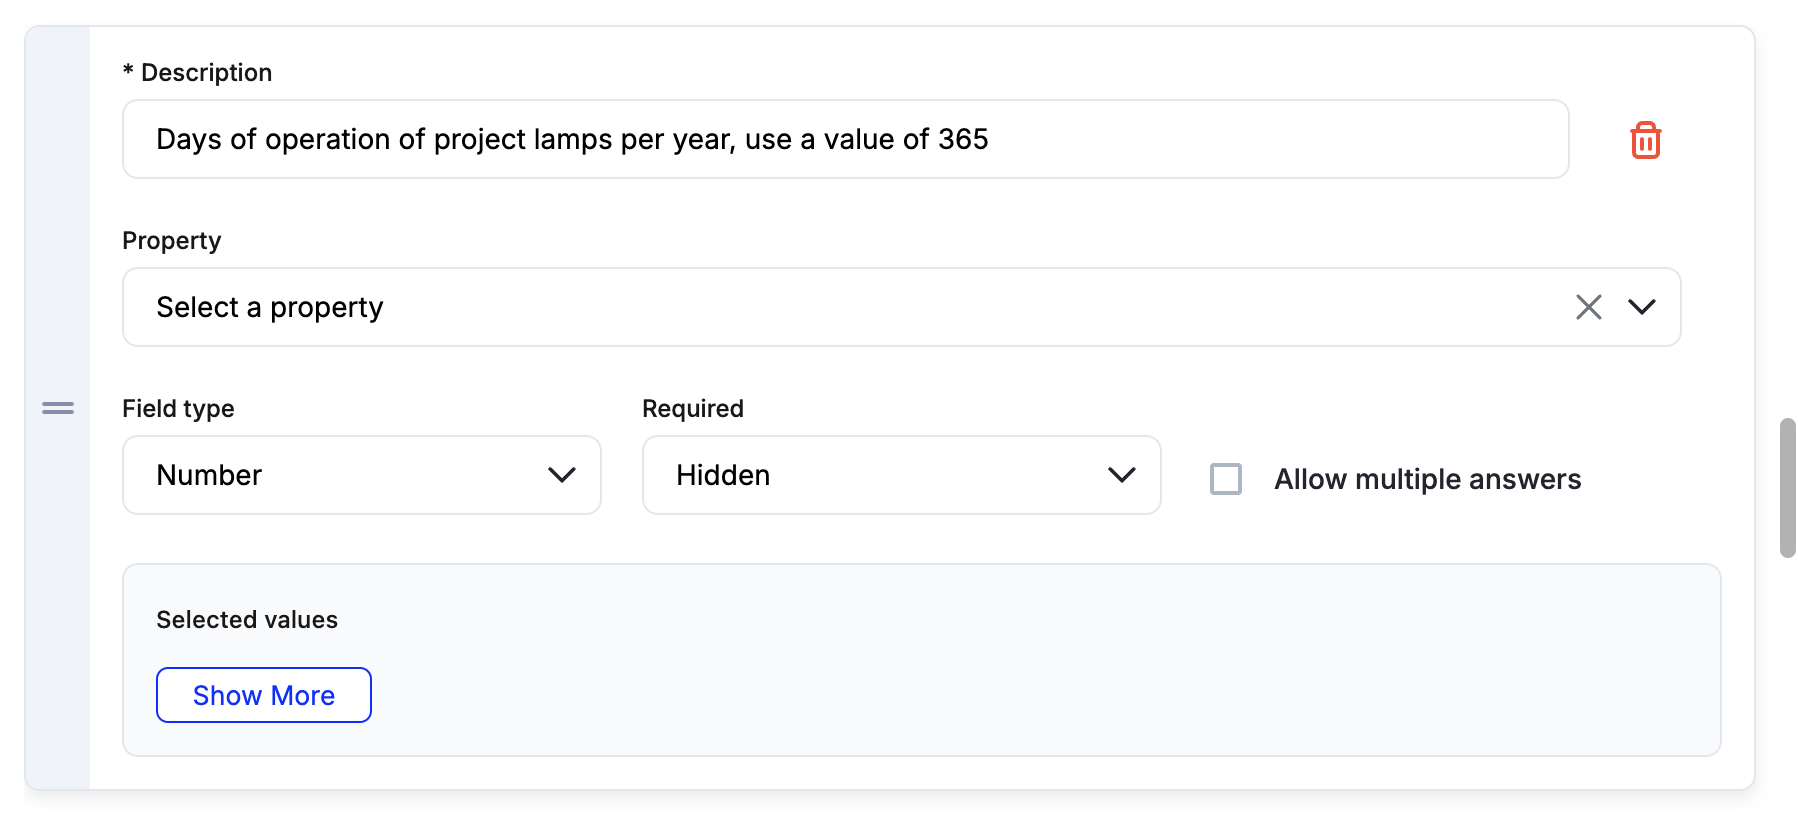 * Description
Days of operation of project lamps per year, use a value of 365
Property
Select a property
Field type
Required
Number
Hidden
Allow multiple answers
Selected values
Show More